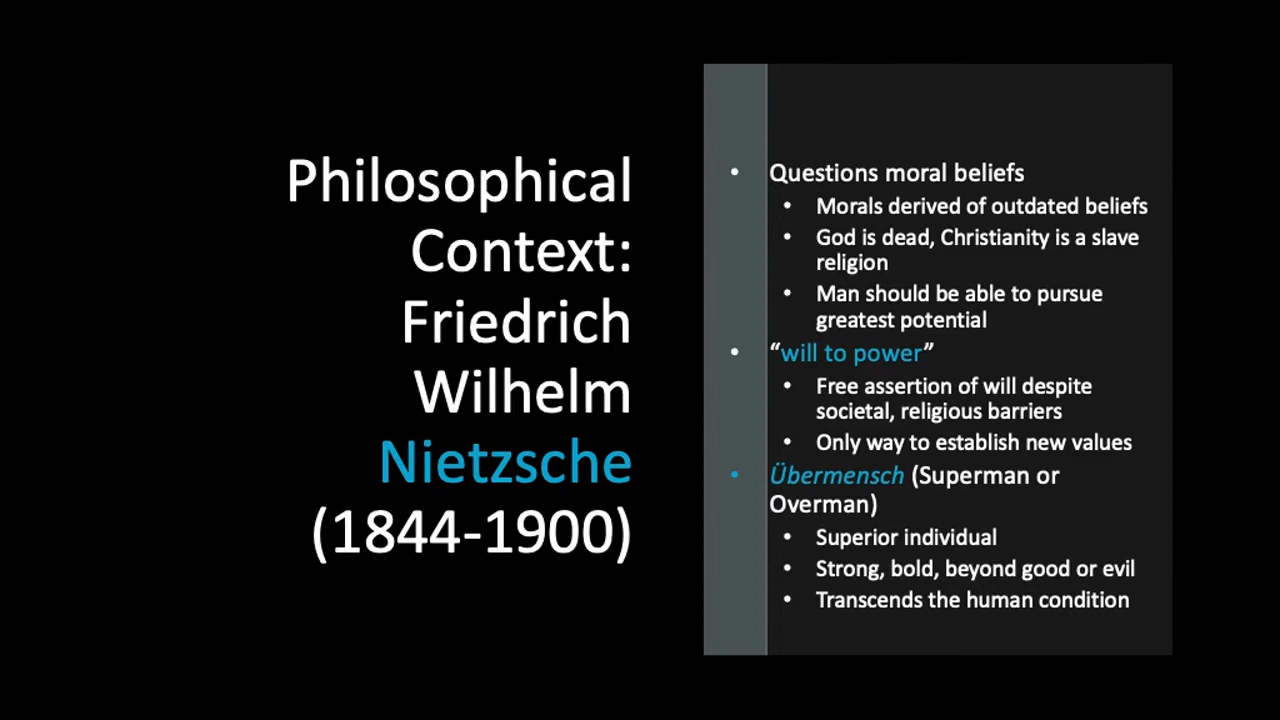 Philosophical
Context:
Friedrich
Wilhelm
Nietzsche
(1844-1900)
• Questions moral beliefs
• Morals derived of outdated beliefs
• God is dead, Christianity is a slave
religion
• Man should be able to pursue
greatest potential
• “will to power”
• Free assertion of will despite
societal, religious barriers
• Only way to establish new values
• Übermensch (Superman or
Overman)
• Superior individual
• Strong, bold, beyond good or evil
• Transcends the human condition